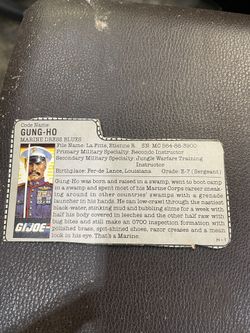 Code Name:
GUNG-HO
MARINE DRESS BLUES
File Name: La Fitte, Ettienne R. SN: MC 564-88-3900
Primary Military Specialty: Recondo Instructor
Secondary Military Specialty: Jungle Warfare Training
Instructor
Birthplace: Fer-de Lance, Louisiana Grade: E-7 (Sergeant)
Gung-Ho was born and raised in a swamp, went to boot camp
in a swamp and spent most of his Marine Corps career sneak-
ing around in other countries' swamps with a grenade
launcher in his hands. He can low-crawl through the nastiest
black-water, stinking mud and bubbling slime for a week with
half his body covered in leeches and the other half raw with
bug bites and still make an 0700 inspection formation with
polished brass, spit-shined shoes, razor creases and a mean
look in his eye. That's a Marine.
G.I.JOE